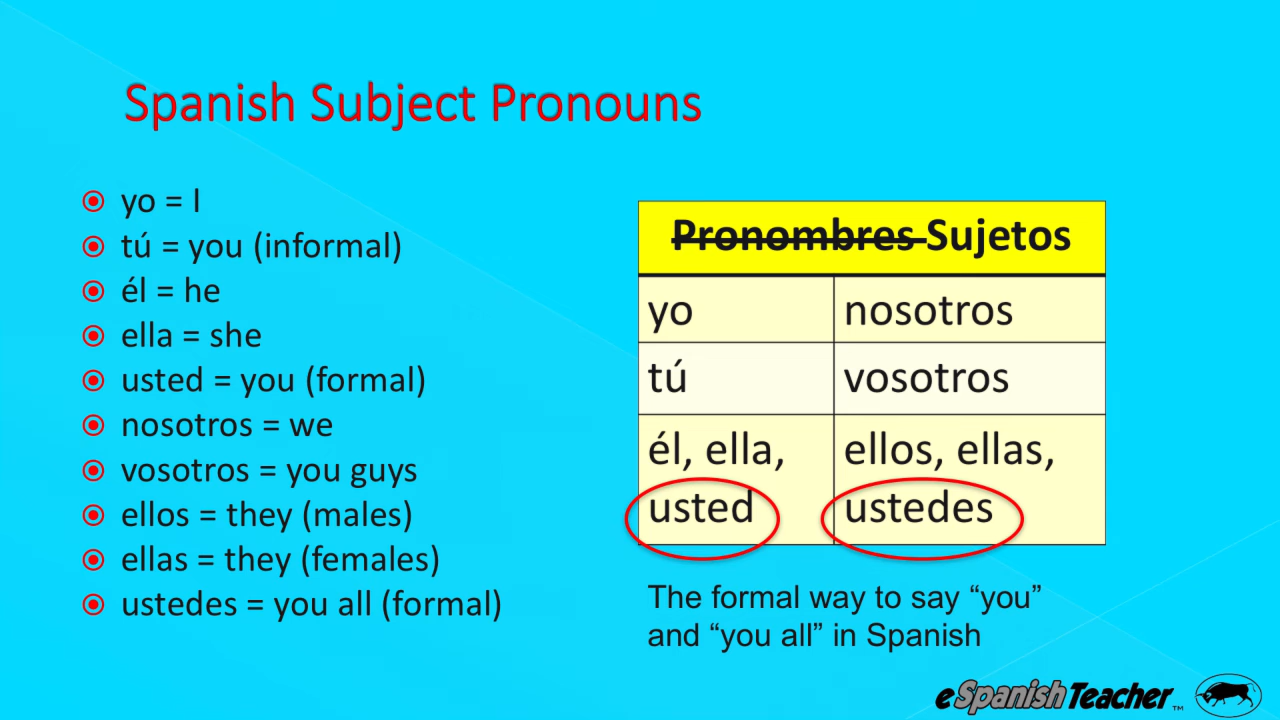 Spanish Subject Pronouns
yo = I
tú = you (informal)
él = he
ella = she
usted = you (formal)
nosotros = we
vosotros = you guys
ellos = they (males)
ellas = they (females)
ustedes = you all (formal)
Pronombres Sujetos
yo nosotros
tú vosotros
él, ella, ellos, ellas,
usted ustedes
The formal way to say “you”
and “you all” in Spanish
eSpanishTeacher™